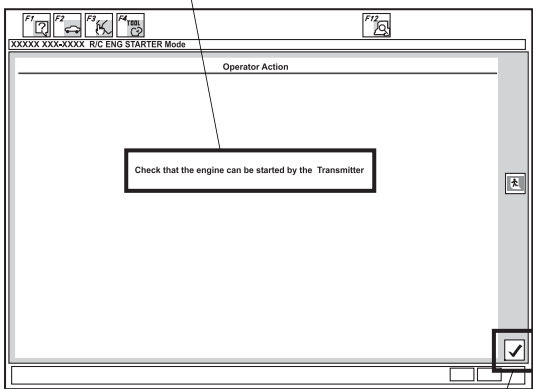 F1 F2 F3 F4 TOOL F12
XXXXX XXX-XXXX R/C ENG STARTER Mode
Operator Action
Check that the engine can be started by the Transmitter